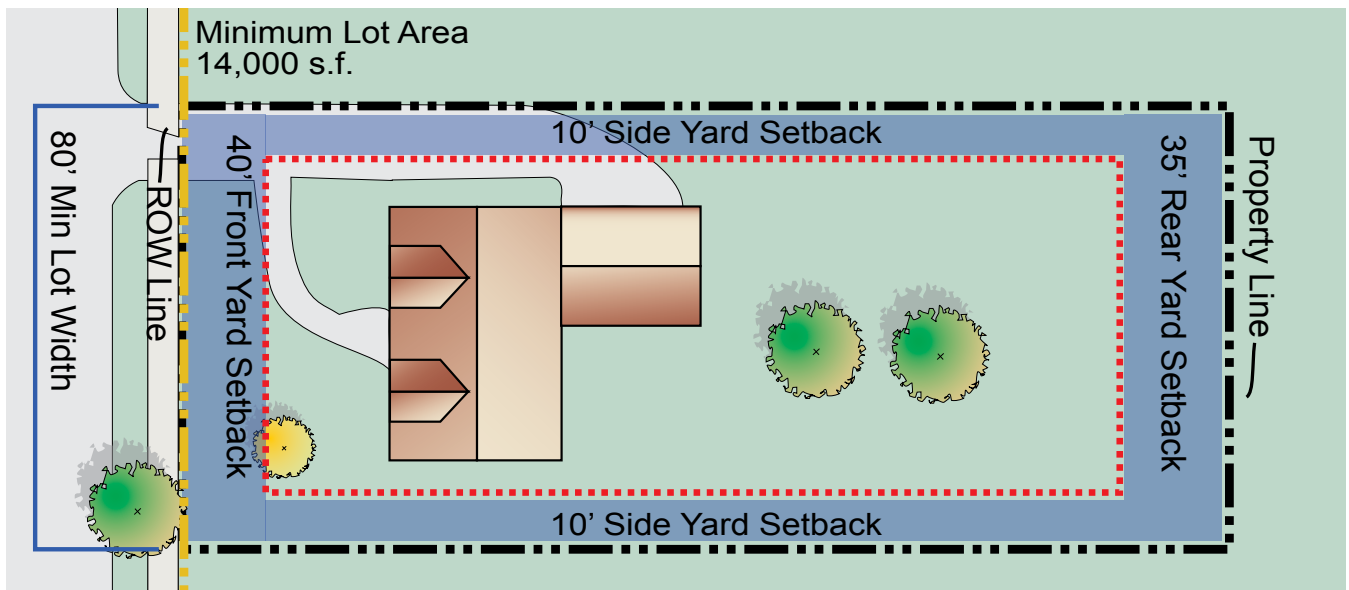 Minimum Lot Area
14,000 s.f.
10’ Side Yard Setback
80’ Min Lot Width
ROW Line
40’ Front Yard Setback
35’ Rear Yard Setback
Property Line
10’ Side Yard Setback